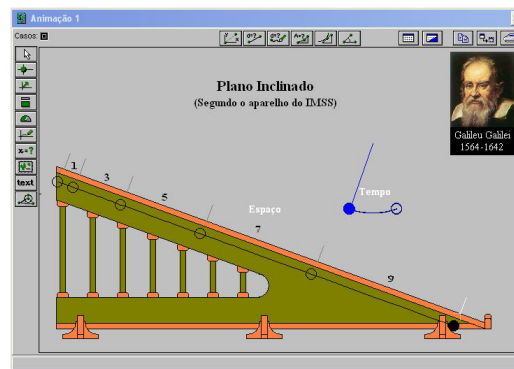 Animação 1
Casos:
Plano Inclinado
(Segundo o aparelho do IMSS)
Galileu Galilei
1564-1642
1
3
5
Tempo
Espaço
7
9
x=?
text